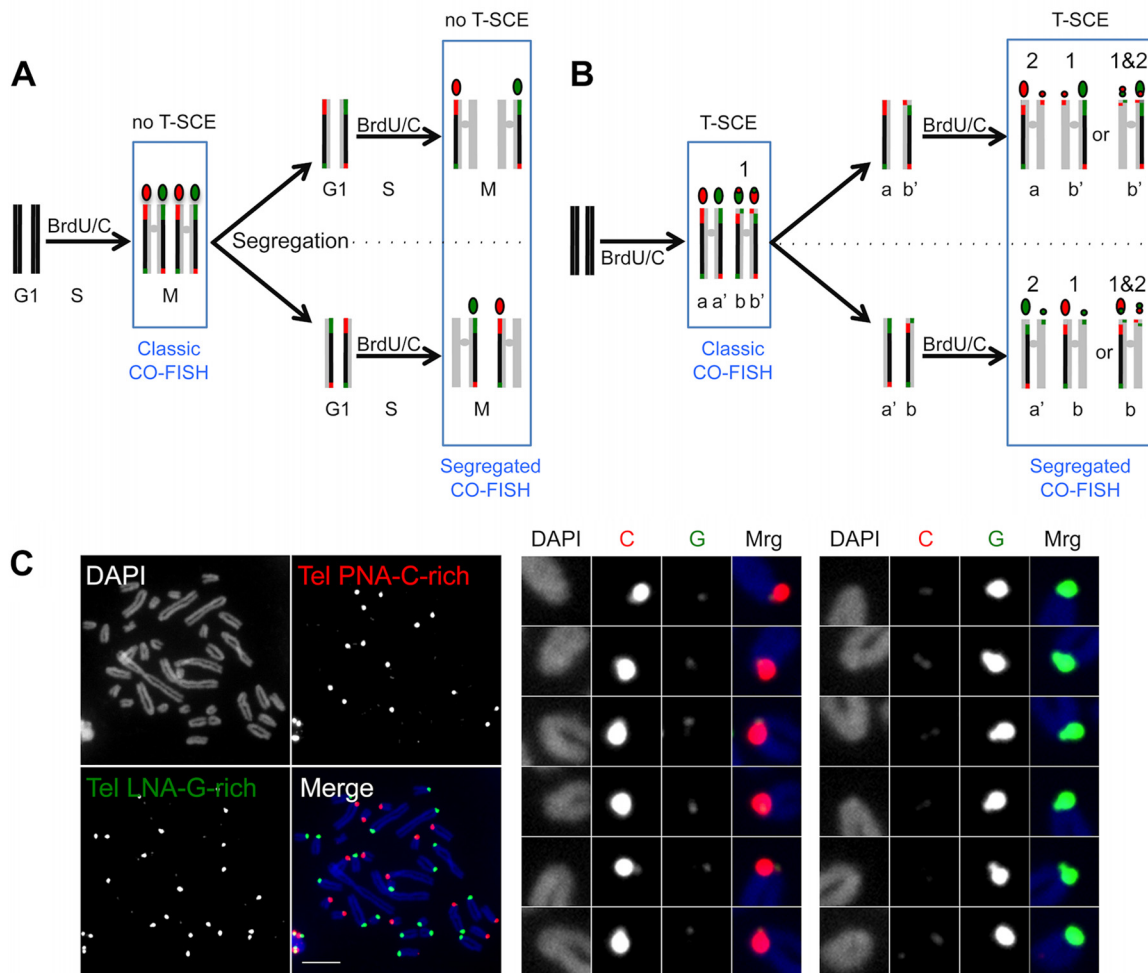 A
no T-SCE
no T-SCE
G1
BrdU/C
S
M
Classic
CO-FISH
Segregation
G1
BrdU/C
S
M
G1
BrdU/C
S
M
Segregated
CO-FISH
B
T-SCE
T-SCE
BrdU/C
1
a a' b b'
Classic
CO-FISH
a b'
BrdU/C
2 1 1&2
or
a b' b'
a' b
BrdU/C
2 1 1&2
or
a' b b
Segregated
CO-FISH
C
DAPI
Tel PNA-C-rich
Tel LNA-G-rich
Merge
DAPI C G Mrg
DAPI C G Mrg